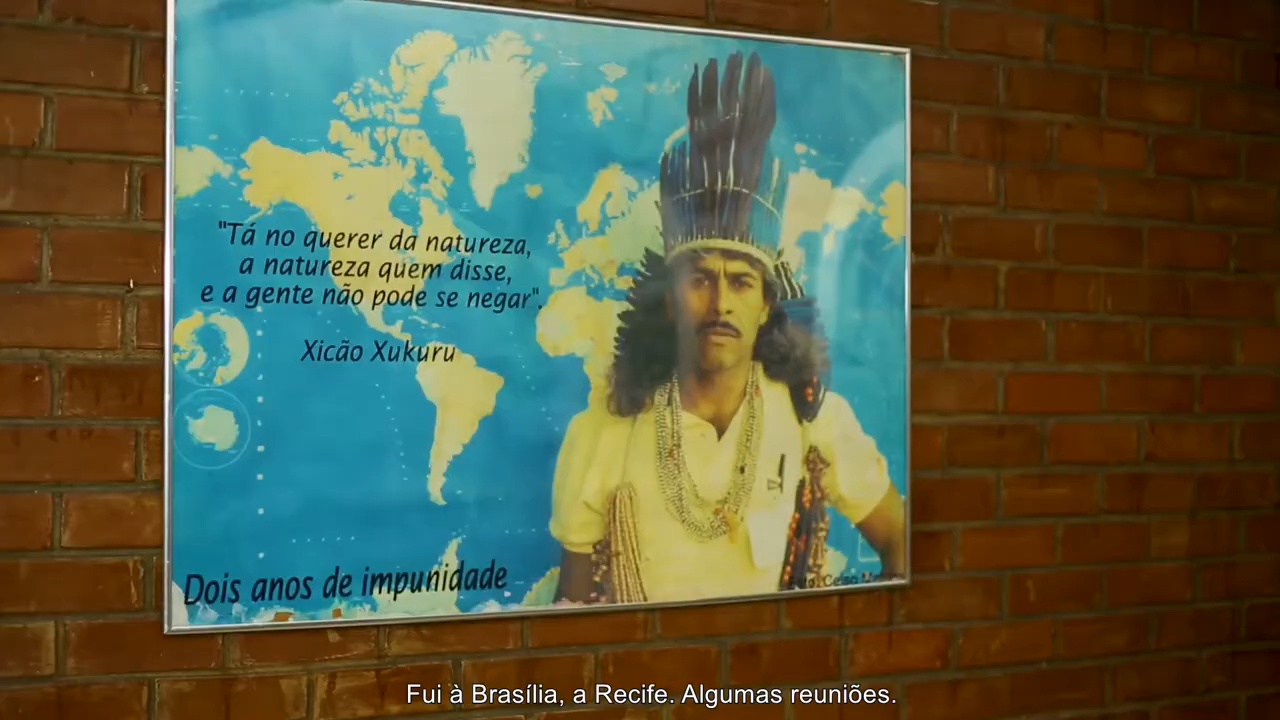 "Tá no querer da natureza,
a natureza quem disse,
e a gente não pode se negar".
Xicão Xukuru
Dois anos de impunidade
Fui à Brasília, a Recife. Algumas reuniões.